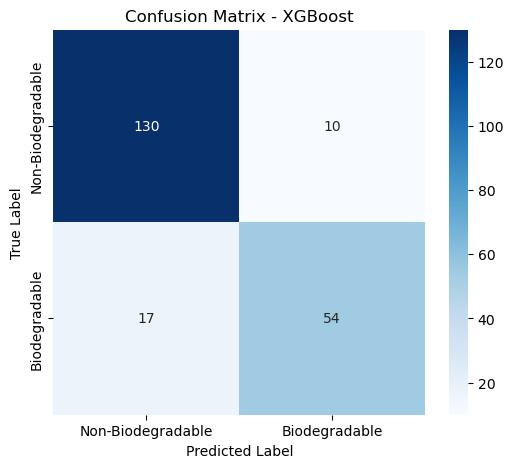 Confusion Matrix - XGBoost
True Label
Non-Biodegradable
Biodegradable
130
10
17
54
Non-Biodegradable
Biodegradable
Predicted Label
120
100
80
60
40
20